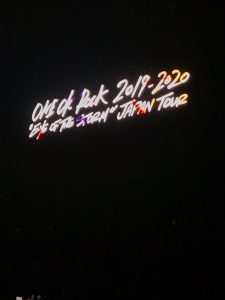 ONE OK ROCK 2019-2020
"EYE OF THE STORM" JAPAN TOUR